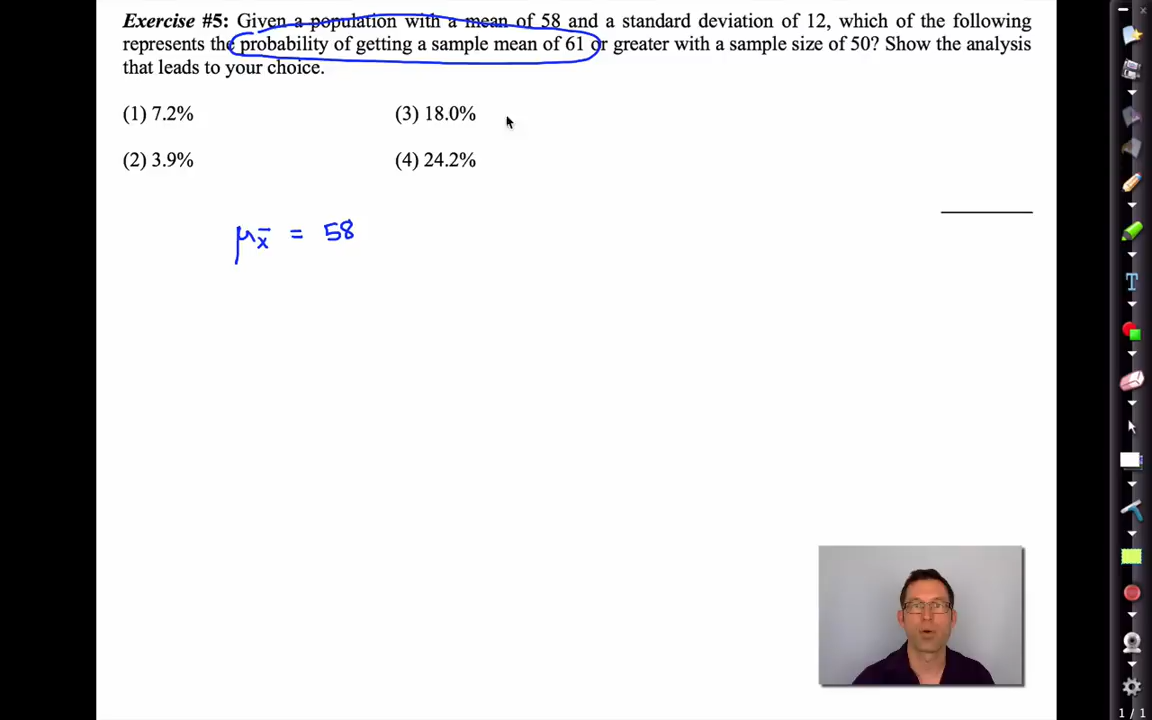 Exercise #5: Given a population with a mean of 58 and a standard deviation of 12, which of the following
represents the probability of getting a sample mean of 61 or greater with a sample size of 50? Show the analysis
that leads to your choice.
(1) 7.2% (3) 18.0%
(2) 3.9% (4) 24.2%
μx̄ = 58
T
1 / 1